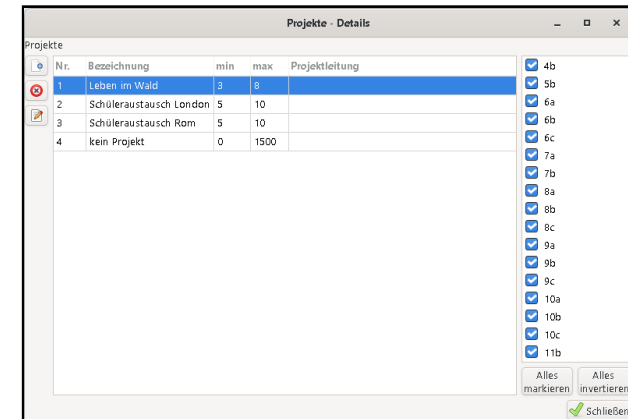 Projekte - Details
Projekte
Nr. Bezeichnung min max Projektleitung
1 Leben im Wald 3 8
2 Schüleraustausch London 5 10
3 Schüleraustausch Rom 5 10
4 kein Projekt 0 1500
4b
5b
6a
6b
6c
7a
7b
8a
8b
8c
9a
9b
9c
10a
10b
10c
11b
Alles markieren
Alles invertieren
Schließen